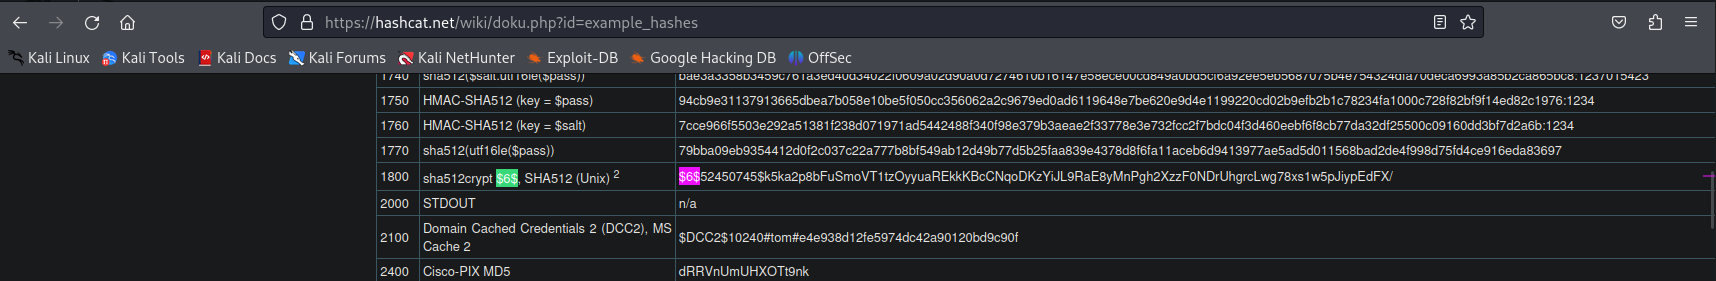 https://hashcat.net/wiki/doku.php?id=example_hashes
Kali Linux Kali Tools Kali Docs Kali Forums Kali NetHunter Exploit-DB Google Hacking DB OffSec
1740 sha512($salt.utf16le($pass))
1750 HMAC-SHA512 (key = $pass) 94cb9e31137913665dbea7b058e10be5f050cc356062a2c9679ed0ad6119648e7be620e9d4e1199220cd02b9efb2b1c78234fa1000c728f82bf9f14ed82c1976:1234
1760 HMAC-SHA512 (key = $salt) 7cce966f5503e292a51381f238d071971ad5442488f340f98e379b3aeae2f33778e3e732fcc2f7bdc04f3d460eebf6f8cb77da32df25500c09160dd3bf7d2a6b:1234
1770 sha512(utf16le($pass)) 79bba09eb9354412d0f2c037c22a777b8bf549ab12d49b77d5b25faa839e4378d8f6fa11aceb6d9413977ae5ad5d011568bad2de4f998d75fd4ce916eda83697
1800 sha512crypt $6$, SHA512 (Unix) 2 $6$52450745$k5ka2p8bFuSmoVT1tzOyyuaREkkKBcCNqoDKzYiJL9RaE8yMnPgh2XzzF0NDrUhgrcLwg78xs1w5pJiypEdFX/
2000 STDOUT n/a
2100 Domain Cached Credentials 2 (DCC2), MS
Cache 2 $DCC2$10240#tom#e4e938d12fe5974dc42a90120bd9c90f
2400 Cisco-PIX MD5 dRRVnUmUHXOTt9nk